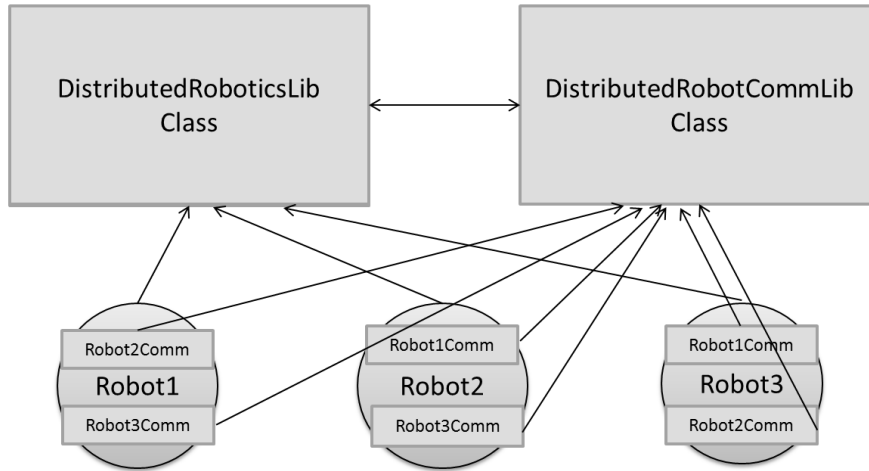 DistributedRoboticsLib
Class
DistributedRobotCommLib
Class
Robot2Comm
Robot1
Robot3Comm
Robot1Comm
Robot2
Robot3Comm
Robot1Comm
Robot3
Robot2Comm